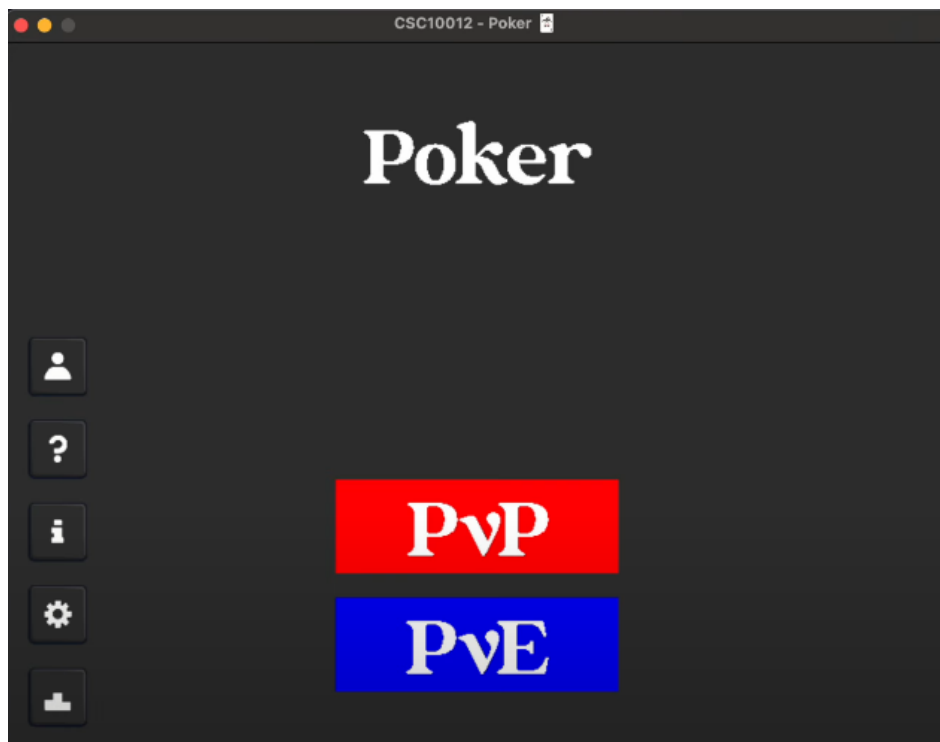 CSC10012 - Poker 🃏
Poker
?
i
PvP
PvE